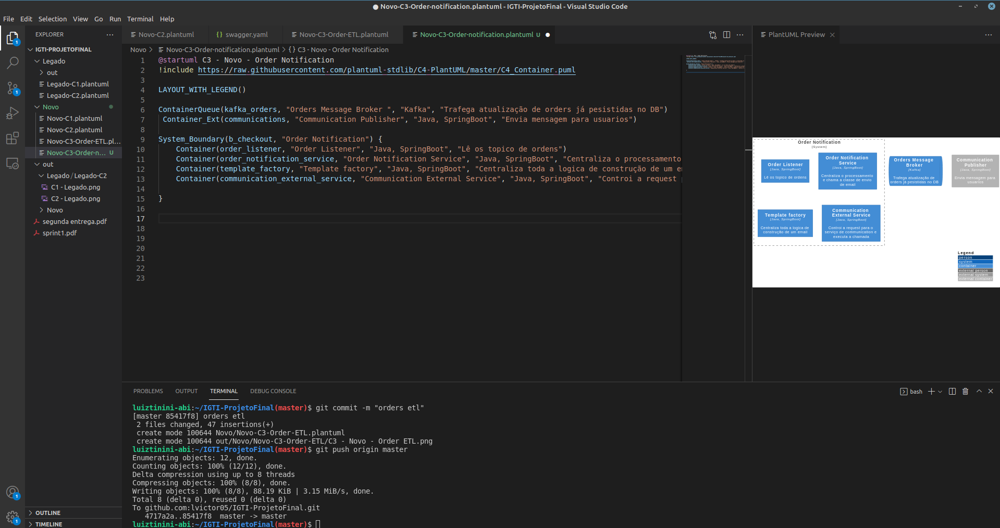 ● Novo-C3-Order-notification.plantuml - IGTI-ProjetoFinal - Visual Studio Code
File Edit Selection View Go Run Terminal Help
EXPLORER ···
IGTI-PROJETOFINAL
Legado
out
Legado-C1.plantuml
Legado-C2.plantuml
Novo
Novo-C1.plantuml
Novo-C2.plantuml
Novo-C3-Order-ETL.pl...
Novo-C3-Order-n... U
out
Legado / Legado-C2
C1 - Legado.png
C2 - Legado.png
Novo
segunda entrega.pdf
sprint1.pdf
OUTLINE
TIMELINE
1
1
1
1
Novo-C2.plantuml {} swagger.yaml Novo-C3-Order-ETL.plantuml Novo-C3-Order-notification.plantuml U ●
Novo > Novo-C3-Order-notification.plantuml > {} C3 - Novo - Order Notification
1 @startuml C3 - Novo - Order Notification
2 !include https://raw.githubusercontent.com/plantuml-stdlib/C4-PlantUML/master/C4_Container.puml
3
4 LAYOUT_WITH_LEGEND()
5
6 ContainerQueue(kafka_orders, "Orders Message Broker ", "Kafka", "Trafega atualização de orders já pesistidas no DB")
7 Container_Ext(communications, "Communication Publisher", "Java, SpringBoot", "Envia mensagem para usuarios")
8
9 System_Boundary(b_checkout, "Order Notification") {
10 Container(order_listener, "Order Listener", "Java, SpringBoot", "Lê os topico de ordens")
11 Container(order_notification_service, "Order Notification Service", "Java, SpringBoot", "Centraliza o processamento
12 Container(template_factory, "Template factory", "Java, SpringBoot", "Centraliza toda a logica de construção de um em
13 Container(communication_external_service, "Communication External Service", "Java, SpringBoot", "Controi a request p
14
15 }
16
17
18
19
20
21
22
23
PlantUML Preview
Order Notification
[System]
Order Listener
[Java, SpringBoot]
Lê os topico de ordens
Order Notification
Service
[Java, SpringBoot]
Centraliza o processamento
e chama a classe de envio
de email
Orders Message
Broker
[Kafka]
Trafega atualização de
orders já pesistidas no DB
Communication
Publisher
[Java, SpringBoot]
Envia mensagem para
usuarios
Template factory
[Java, SpringBoot]
Centraliza toda a logica de
construção de um email
Communication
External Service
[Java, SpringBoot]
Controi a request para o
serviço de communication e
executa a chamada
Legend
person
system
container
external person
external system
external container
PROBLEMS OUTPUT TERMINAL DEBUG CONSOLE
bash
luiztinini-abi:~/IGTI-ProjetoFinal(master)$ git commit -m "orders etl"
[master 85417f8] orders etl
2 files changed, 47 insertions(+)
create mode 100644 Novo/Novo-C3-Order-ETL.plantuml
create mode 100644 out/Novo/Novo-C3-Order-ETL/C3 - Novo - Order ETL.png
luiztinini-abi:~/IGTI-ProjetoFinal(master)$ git push origin master
Enumerating objects: 12, done.
Counting objects: 100% (12/12), done.
Delta compression using up to 8 threads
Compressing objects: 100% (8/8), done.
Writing objects: 100% (8/8), 88.19 KiB | 3.15 MiB/s, done.
Total 8 (delta 0), reused 0 (delta 0)
To github.com:lvictor05/IGTI-ProjetoFinal.git
4717a2a..85417f8 master -> master
luiztinini-abi:~/IGTI-ProjetoFinal(master)$